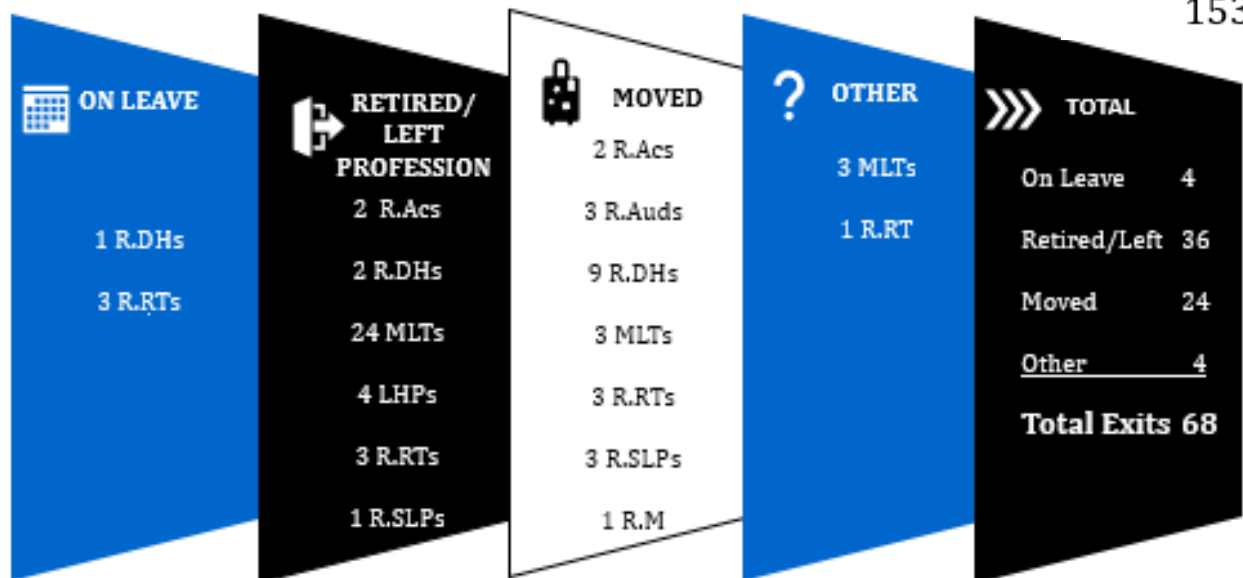 153
ON LEAVE
1 R.DHs
3 R.RTs
RETIRED/
LEFT
PROFESSION
2 R.Acs
2 R.DHs
24 MLTs
4 LHPs
3 R.RTs
1 R.SLPs
MOVED
2 R.Acs
3 R.Auds
9 R.DHs
3 MLTs
3 R.RTs
3 R.SLPs
1 R.M
? OTHER
3 MLTs
1 R.RT
TOTAL
On Leave 4
Retired/Left 36
Moved 24
Other 4
Total Exits 68